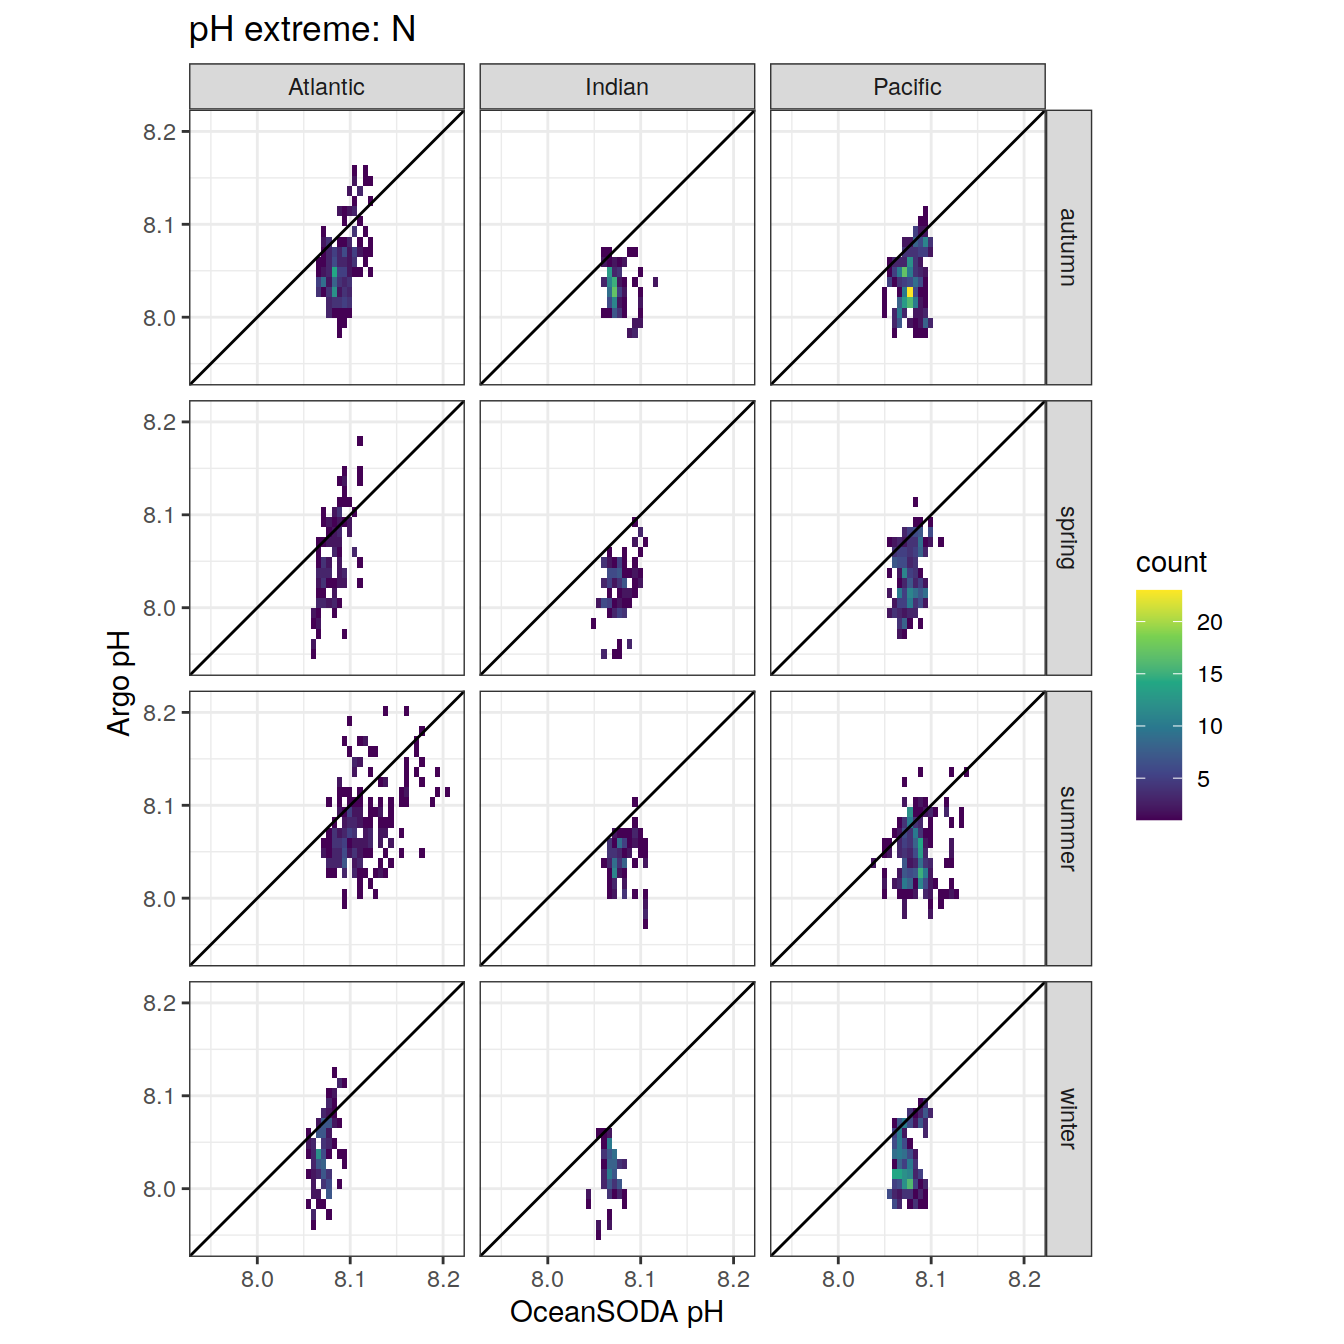 pH extreme: N
Atlantic Indian Pacific
8.2
8.1
8.0
autumn
8.2
8.1
8.0
spring
8.2
8.1
8.0
summer
8.2
8.1
8.0
winter
8.0 8.1 8.2 8.0 8.1 8.2 8.0 8.1 8.2
OceanSODA pH
Argo pH
count
20
15
10
5